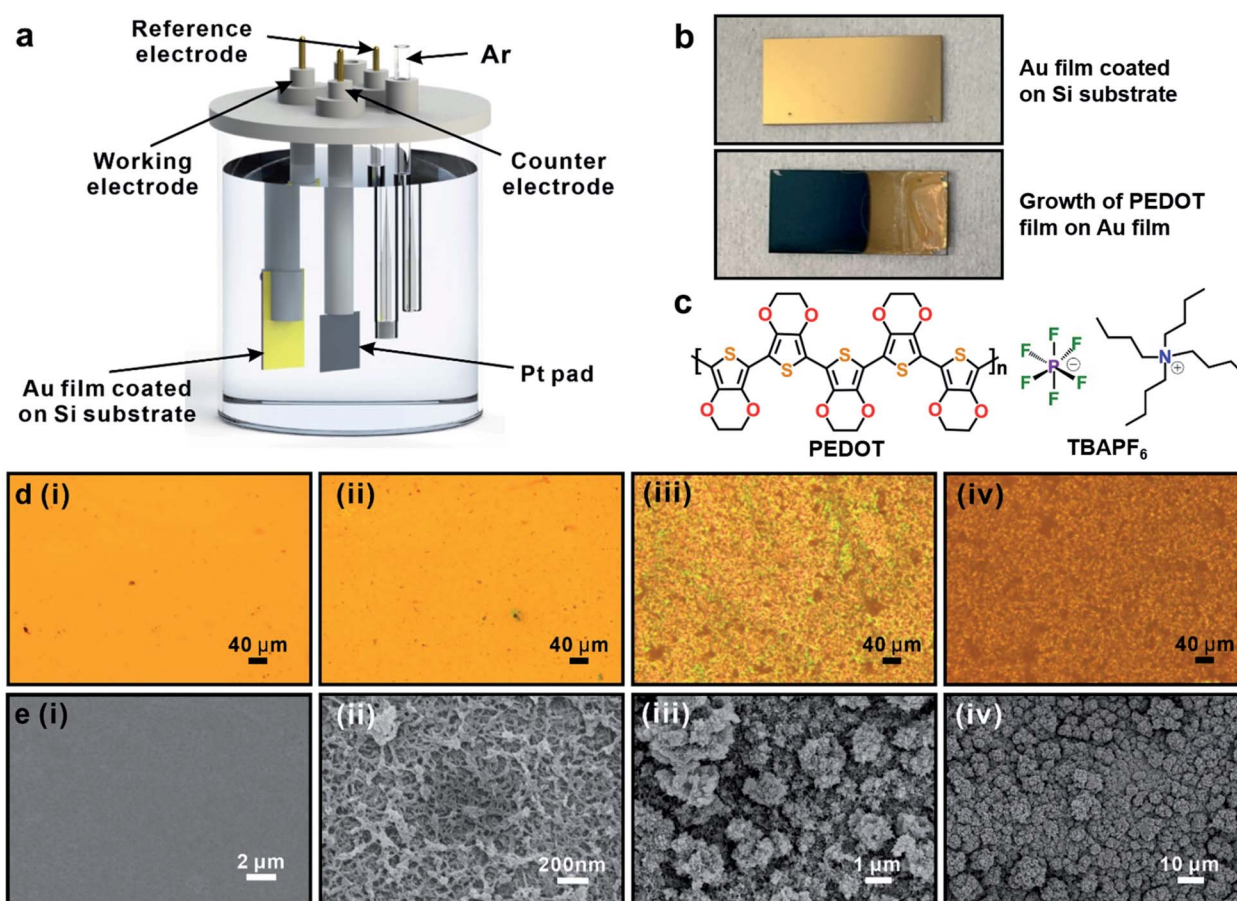 a
Reference
electrode
Ar
Working
electrode
Counter
electrode
Au film coated
on Si substrate
Pt pad
b
Au film coated
on Si substrate
Growth of PEDOT
film on Au film
c
O O O O
S S S S S
O O O O O O
n
PEDOT
F F F P F F F
N
TBAPF₆
d (i)
40 μm
(ii)
40 μm
(iii)
40 μm
(iv)
40 μm
e (i)
2 μm
(ii)
200nm
(iii)
1 μm
(iv)
10 μm